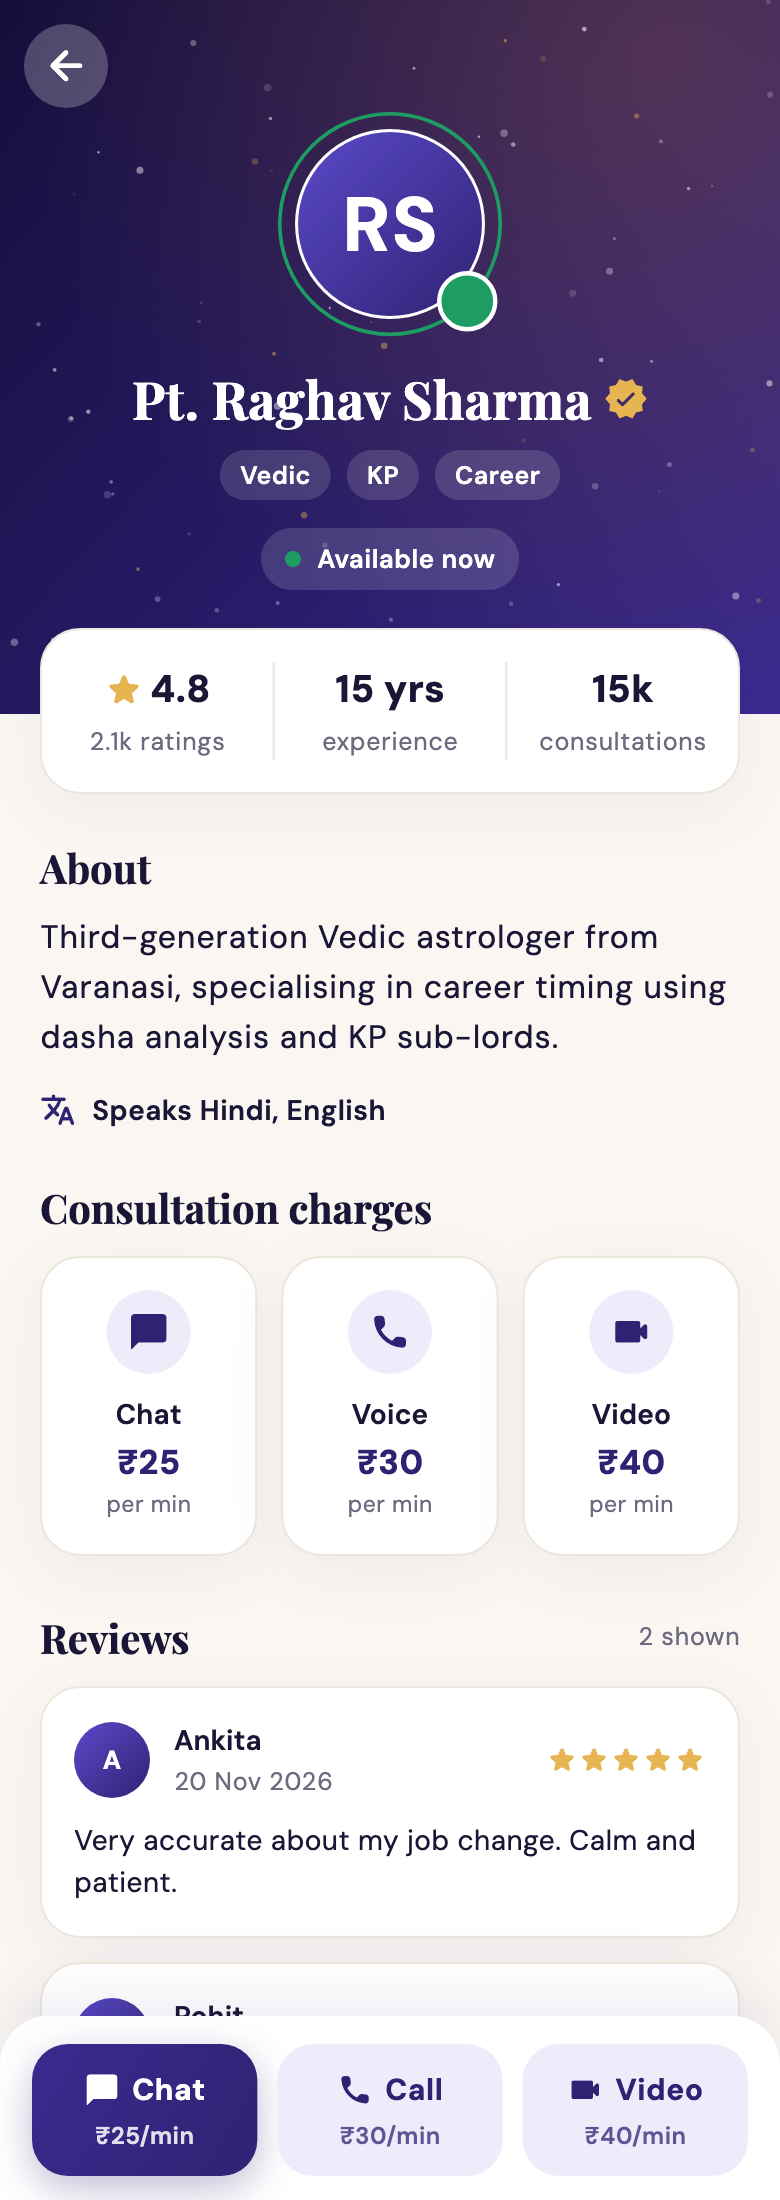 RS
Pt. Raghav Sharma
Vedic KP Career
Available now
4.8 15 yrs 15k
2.1k ratings experience consultations
About
Third-generation Vedic astrologer from
Varanasi, specialising in career timing using
dasha analysis and KP sub-lords.
Speaks Hindi, English
Consultation charges
Chat Voice Video
₹25 ₹30 ₹40
per min per min per min
Reviews 2 shown
A Ankita
20 Nov 2026
Very accurate about my job change. Calm and
patient.
Rohit
Chat Call Video
₹25/min ₹30/min ₹40/min